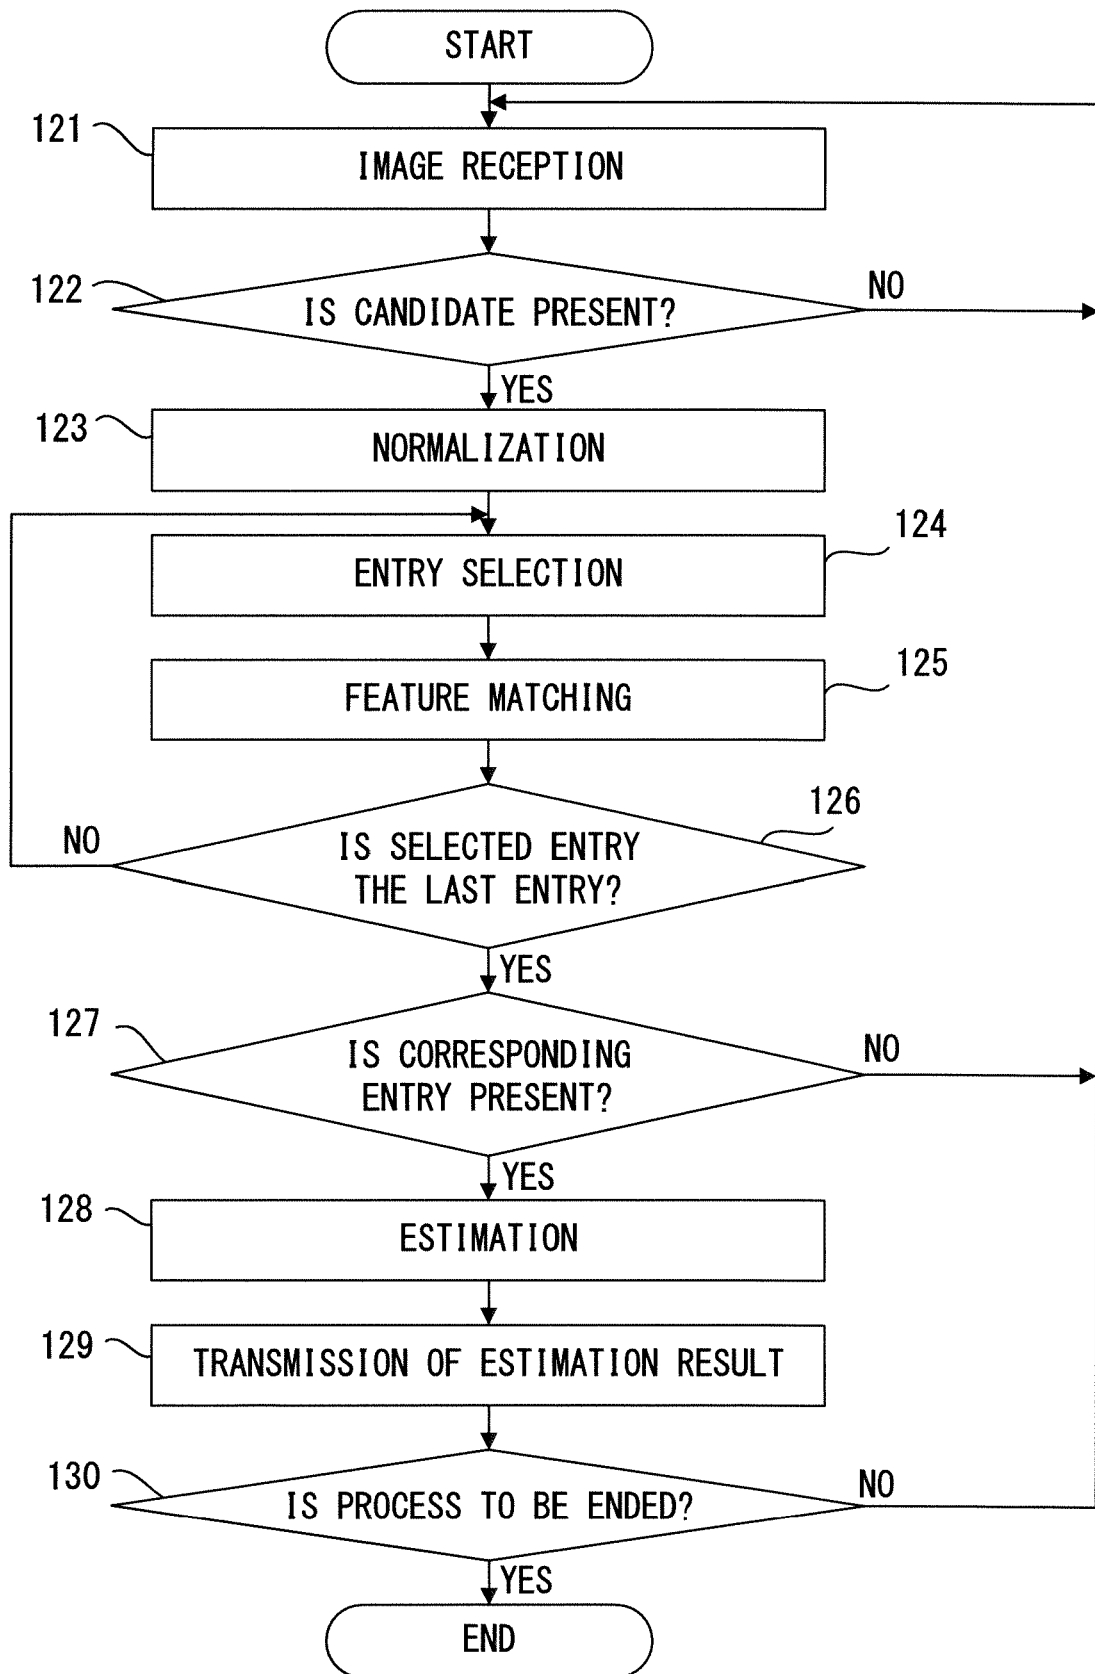 START
121
IMAGE RECEPTION
122
IS CANDIDATE PRESENT?
NO
YES
123
NORMALIZATION
124
ENTRY SELECTION
125
FEATURE MATCHING
126
NO
IS SELECTED ENTRY
THE LAST ENTRY?
YES
127
IS CORRESPONDING
ENTRY PRESENT?
NO
YES
128
ESTIMATION
129
TRANSMISSION OF ESTIMATION RESULT
130
IS PROCESS TO BE ENDED?
NO
YES
END